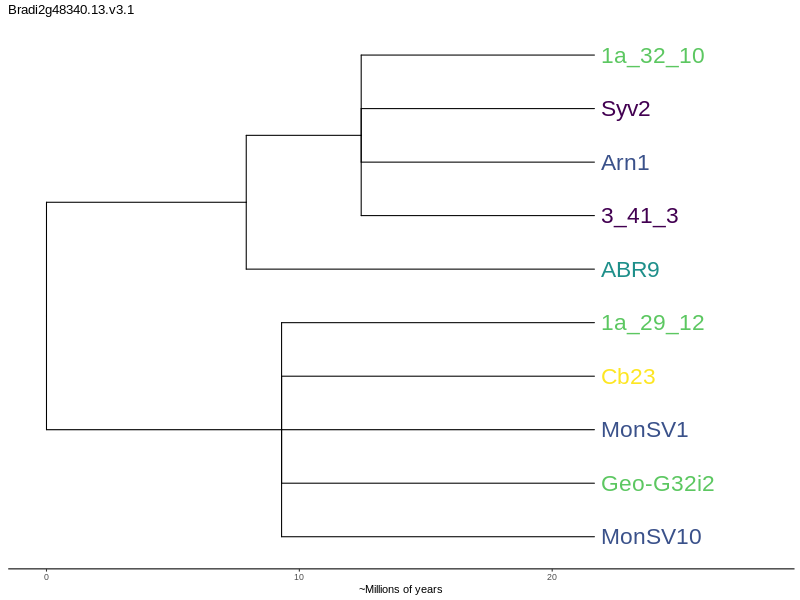 Bradi2g48340.13.v3.1
1a_32_10
Syv2
Arn1
3_41_3
ABR9
1a_29_12
Cb23
MonSV1
Geo-G32i2
MonSV10
0 10 20
~Millions of years